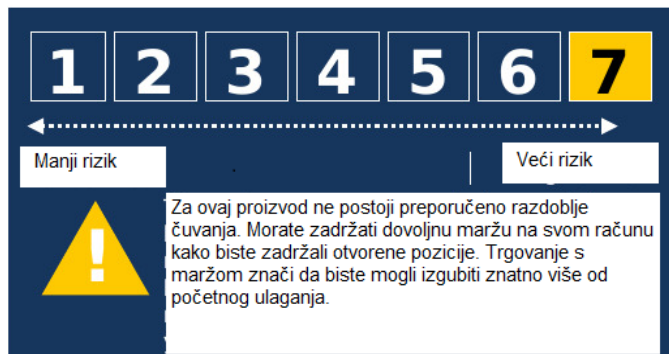 1 2 3 4 5 6 7
Manji rizik Veći rizik
!
Za ovaj proizvod ne postoji preporučeno razdoblje
čuvanja. Morate zadržati dovoljnu maržu na svom računu
kako biste zadržali otvorene pozicije. Trgovanje s
maržom znači da biste mogli izgubiti znatno više od
početnog ulaganja.